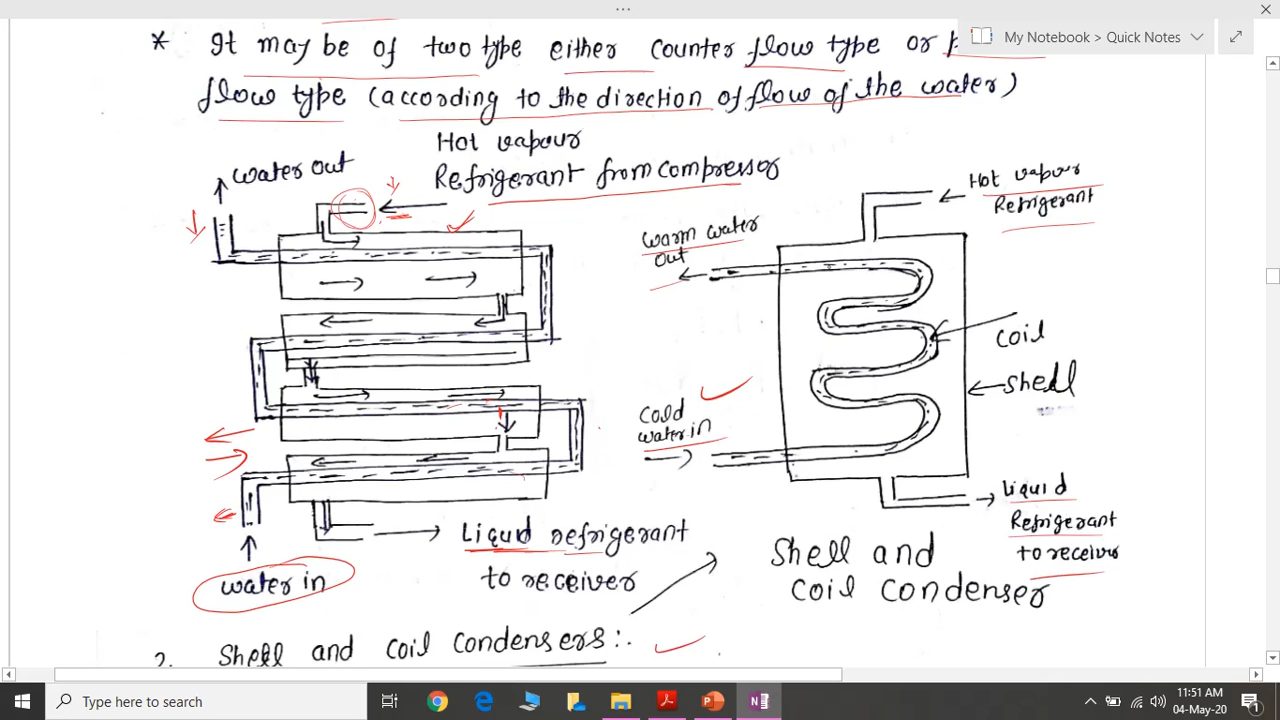 ...
My Notebook > Quick Notes
* It may be of two type either counter flow type or
flow type (according to the direction of flow of the water)
Hot vapour
Refrigerant from compressor
water out
Hot vapour
Refrigerant
warm water
out
coil
shell
cold
water in
Liquid
Refrigerant
to receiver
Liquid refrigerant
to receiver
water in
Shell and
coil condenser
2. Shell and coil condensers:.
Type here to search
11:51 AM
04-May-20
1